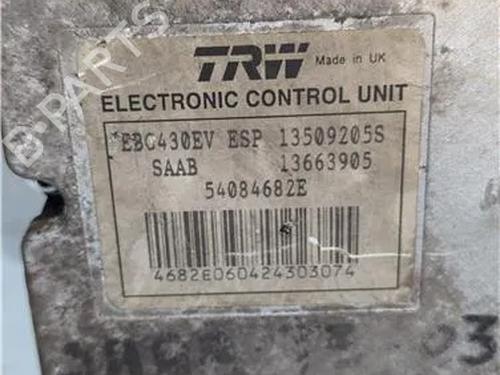 B-PARTS
TRW Made in UK
ELECTRONIC CONTROL UNIT
EBC430EV ESP 13509205S
SAAB 13663905
54084682E
4682E060424303074